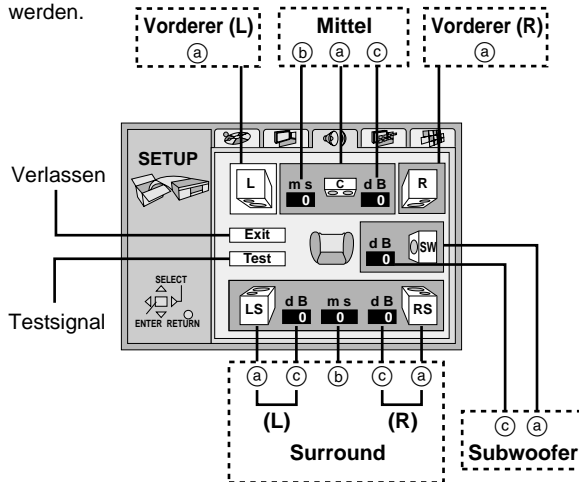 werden.
Vorderer (L)
ⓐ
Mittel
ⓑ ⓐ ⓒ
Vorderer (R)
ⓐ
SETUP
L
m s
0
C
d B
0
R
Verlassen
Exit
d B
0
SW
Test
Testsignal
SELECT
ENTER RETURN
LS
d B
0
m s
0
d B
0
RS
ⓐ ⓒ ⓑ ⓒ ⓐ
(L) (R)
Surround
ⓒ ⓐ
Subwoofer